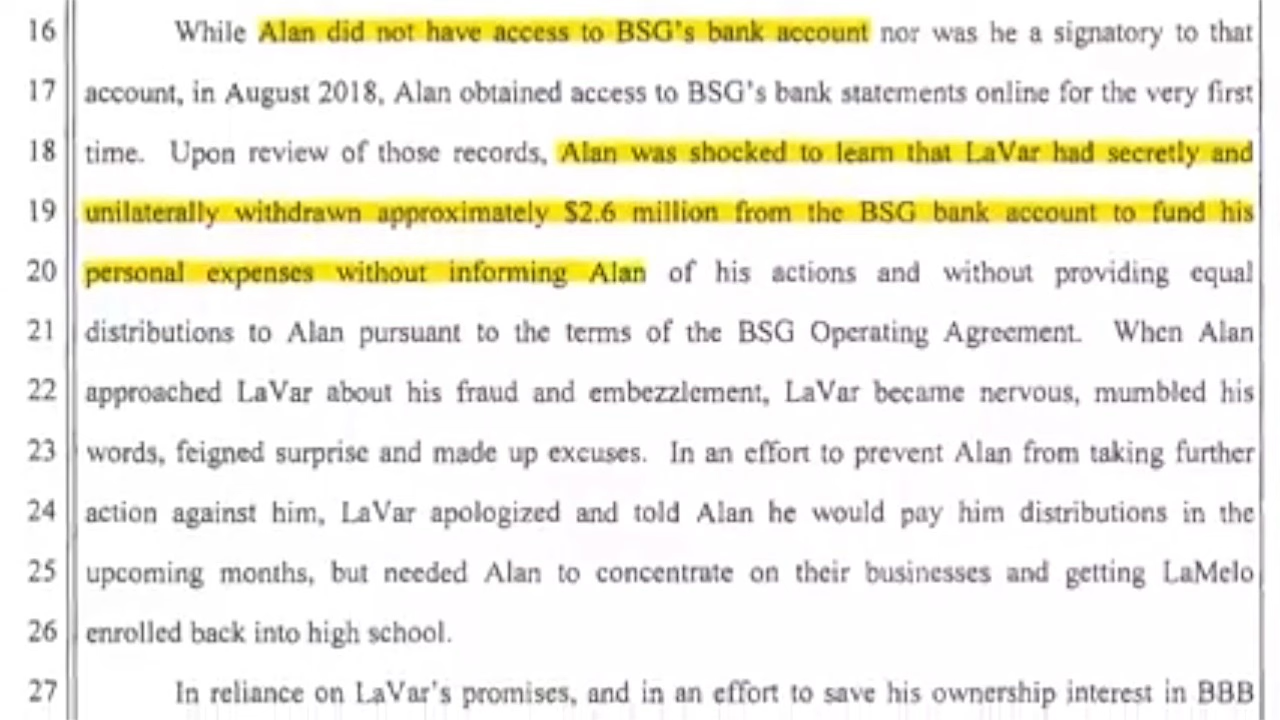 16 While Alan did not have access to BSG's bank account nor was he a signatory to that
17 account, in August 2018, Alan obtained access to BSG's bank statements online for the very first
18 time. Upon review of those records, Alan was shocked to learn that LaVar had secretly and
19 unilaterally withdrawn approximately $2.6 million from the BSG bank account to fund his
20 personal expenses without informing Alan of his actions and without providing equal
21 distributions to Alan pursuant to the terms of the BSG Operating Agreement. When Alan
22 approached LaVar about his fraud and embezzlement, LaVar became nervous, mumbled his
23 words, feigned surprise and made up excuses. In an effort to prevent Alan from taking further
24 action against him, LaVar apologized and told Alan he would pay him distributions in the
25 upcoming months, but needed Alan to concentrate on their businesses and getting LaMelo
26 enrolled back into high school.
27 In reliance on LaVar's promises, and in an effort to save his ownership interest in BBB